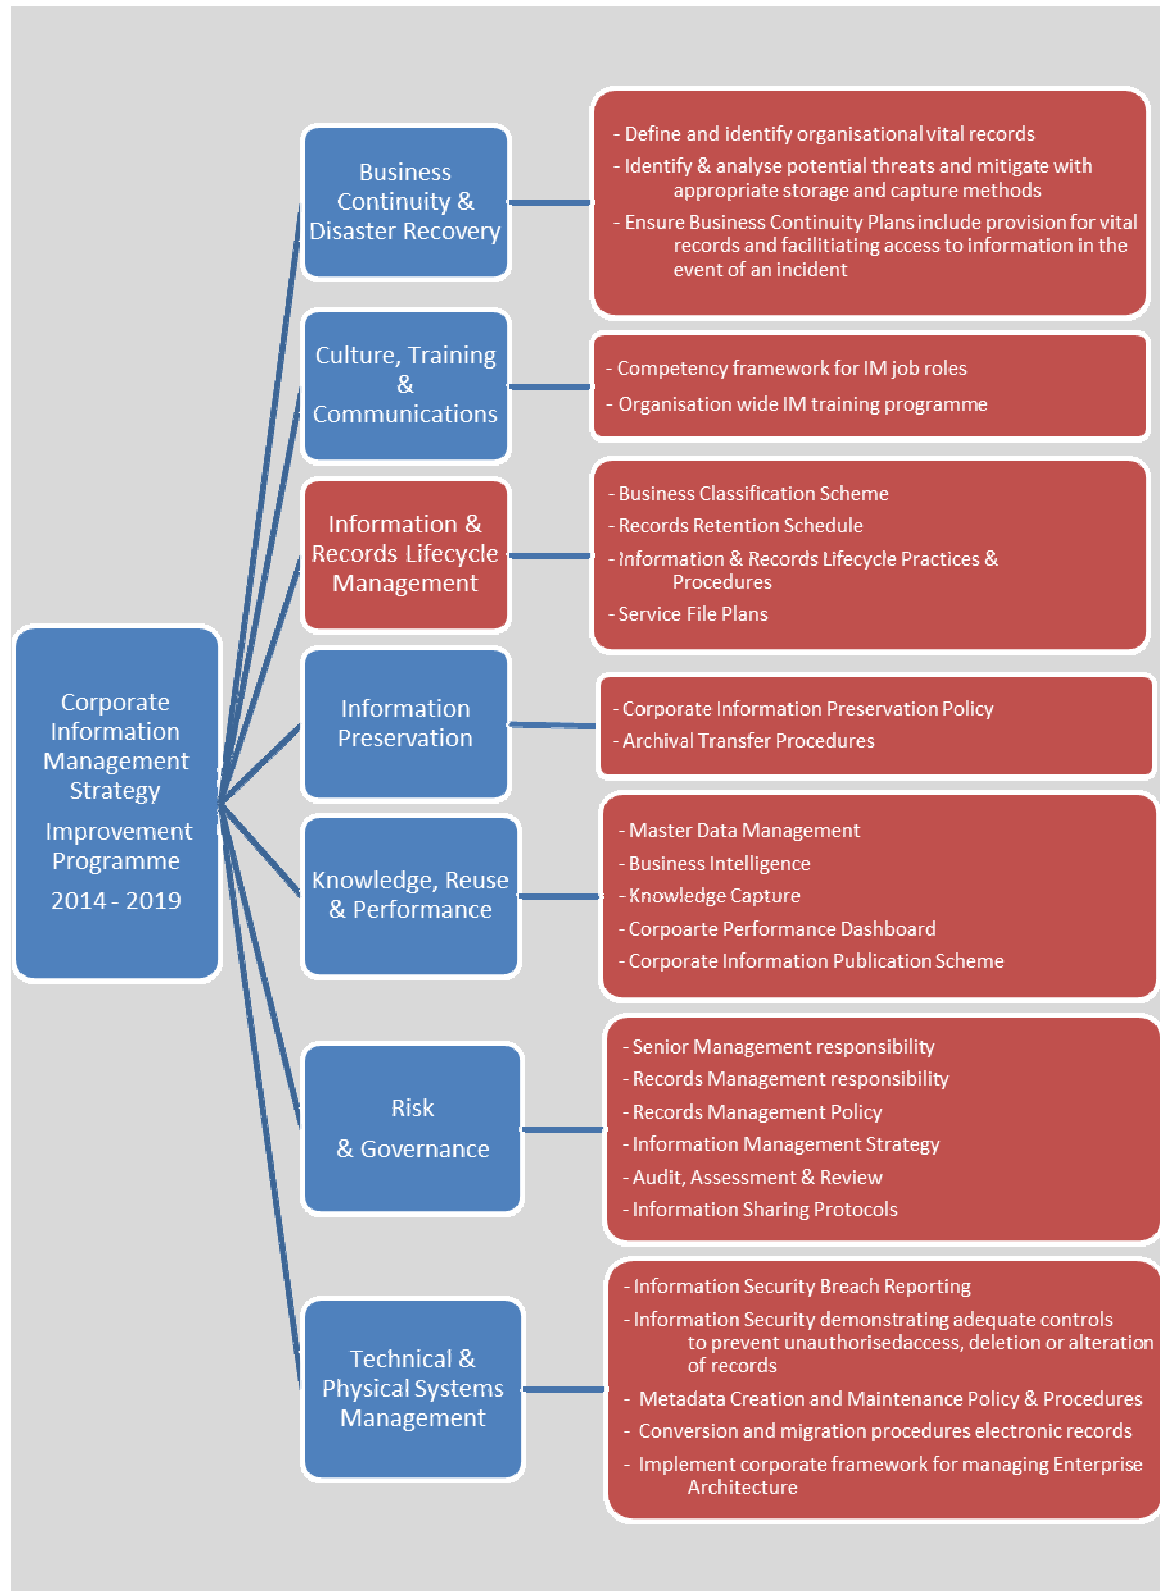 Corporate
Information
Management
Strategy
Improvement
Programme
2014 - 2019
Business
Continuity &
Disaster Recovery
- Define and identify organisational vital records
- Identify & analyse potential threats and mitigate with
appropriate storage and capture methods
- Ensure Business Continuity Plans include provision for vital
records and facilitiating access to information in the
event of an incident
Culture, Training
&
Communications
- Competency framework for IM job roles
- Organisation wide IM training programme
Information &
Records Lifecycle
Management
- Business Classification Scheme
- Records Retention Schedule
- Information & Records Lifecycle Practices &
Procedures
- Service File Plans
Information
Preservation
- Corporate Information Preservation Policy
- Archival Transfer Procedures
Knowledge, Reuse
& Performance
- Master Data Management
- Business Intelligence
- Knowledge Capture
- Corpoarte Performance Dashboard
- Corporate Information Publication Scheme
Risk
& Governance
- Senior Management responsibility
- Records Management responsibility
- Records Management Policy
- Information Management Strategy
- Audit, Assessment & Review
- Information Sharing Protocols
Technical &
Physical Systems
Management
- Information Security Breach Reporting
- Information Security demonstrating adequate controls
to prevent unauthorisedaccess, deletion or alteration
of records
- Metadata Creation and Maintenance Policy & Procedures
- Conversion and migration procedures electronic records
- Implement corporate framework for managing Enterprise
Architecture